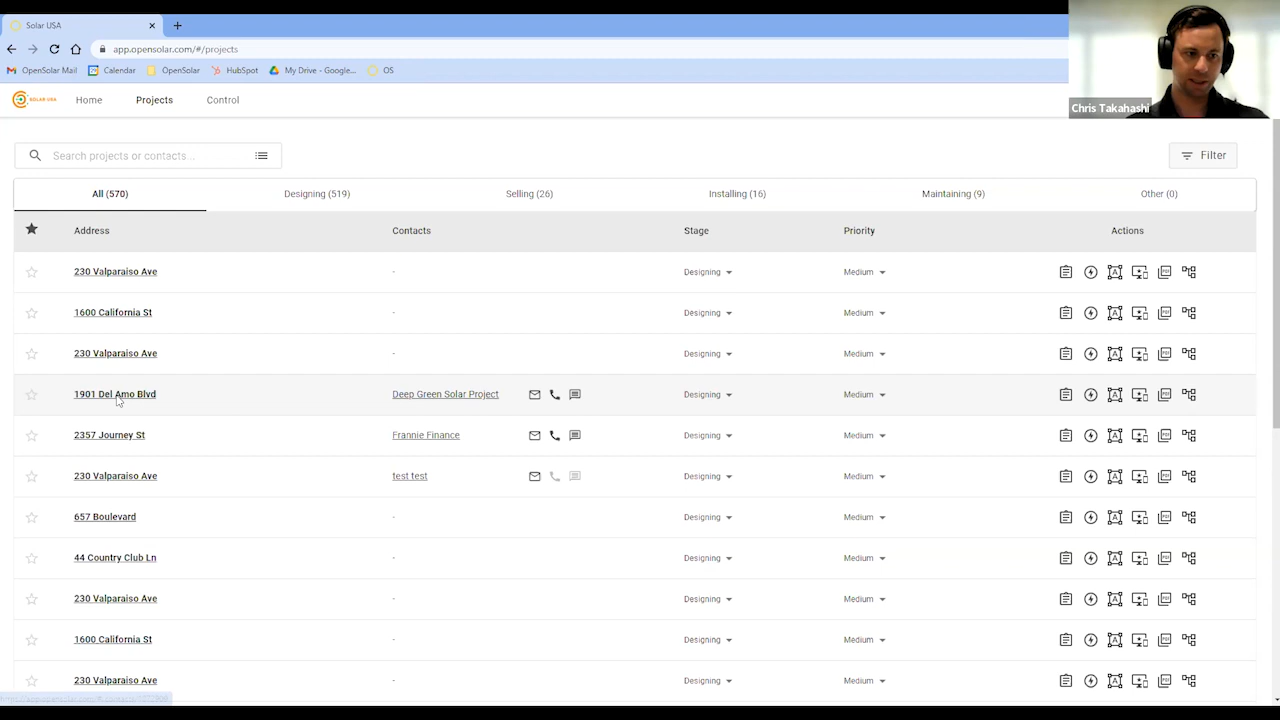 Solar USA
app.opensolar.com/#/projects
OpenSolar Mail Calendar OpenSolar HubSpot My Drive - Google... OS
Chris Takahashi
SOLAR USA Home Projects Control
Search projects or contacts... Filter
All (570) Designing (519) Selling (26) Installing (16) Maintaining (9) Other (0)
Address Contacts Stage Priority Actions
230 Valparaiso Ave - Designing Medium
1600 California St - Designing Medium
230 Valparaiso Ave - Designing Medium
1901 Del Amo Blvd Deep Green Solar Project Designing Medium
2357 Journey St Frannie Finance Designing Medium
230 Valparaiso Ave test test Designing Medium
657 Boulevard - Designing Medium
44 Country Club Ln - Designing Medium
230 Valparaiso Ave - Designing Medium
1600 California St - Designing Medium
230 Valparaiso Ave - Designing Medium